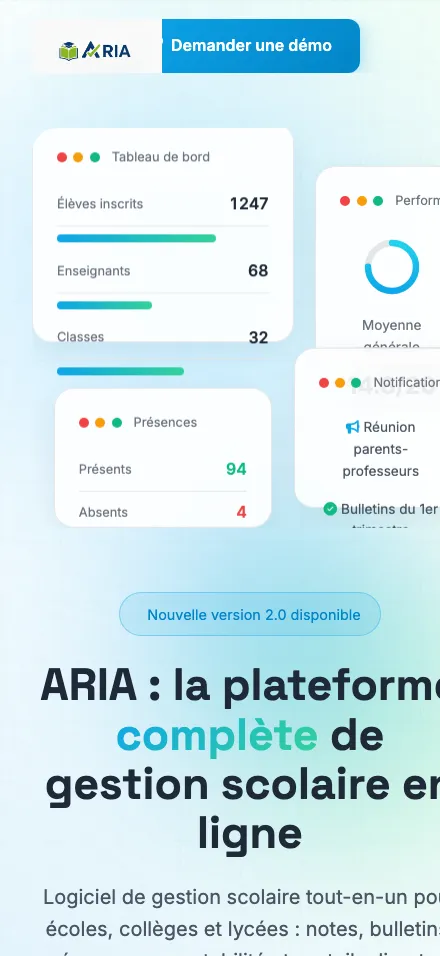 ARIA
Demander une démo
Tableau de bord
Élèves inscrits 1247
Enseignants 68
Classes 32
Perform
Moyenne
générale
Notification
Réunion
parents-
professeurs
Bulletins du 1er
Présences
Présents 94
Absents 4
Nouvelle version 2.0 disponible
ARIA : la plateforme
complète de
gestion scolaire en
ligne
Logiciel de gestion scolaire tout-en-un pou
écoles, collèges et lycées : notes, bulletins